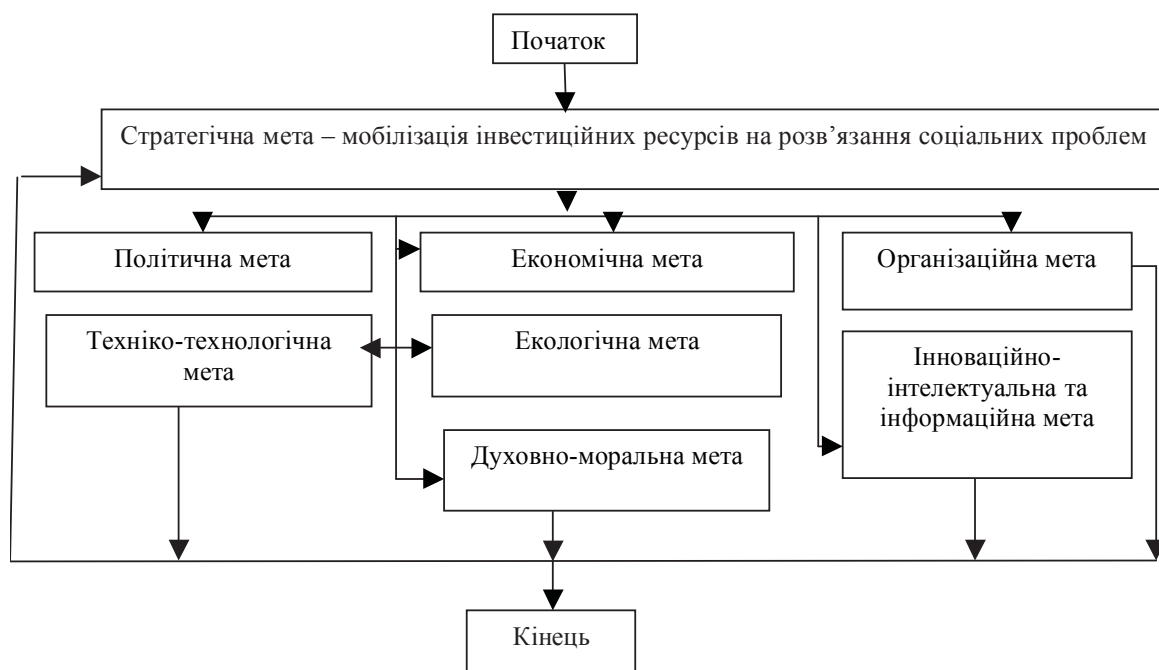 Початок
Стратегічна мета – мобілізація інвестиційних ресурсів на розв’язання соціальних проблем
Політична мета
Економічна мета
Організаційна мета
Техніко-технологічна
мета
Екологічна мета
Інноваційно-
інтелектуальна та
інформаційна мета
Духовно-моральна мета
Кінець